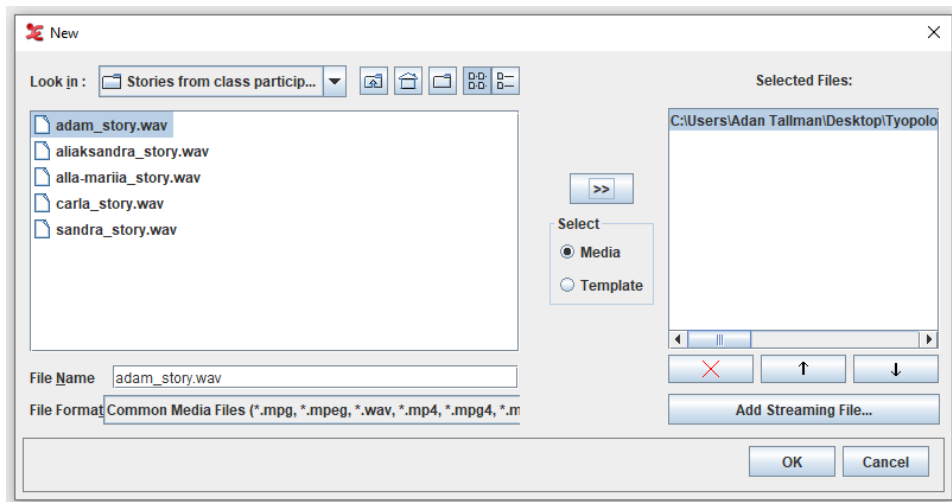 New
Look in :
Stories from class particip...
Selected Files:
adam_story.wav
aliaksandra_story.wav
alla-mariia_story.wav
carla_story.wav
sandra_story.wav
C:\Users\Adan Tallman\Desktop\Tyopolo
>>
Select
Media
Template
File Name
adam_story.wav
File Format
Common Media Files (*.mpg, *.mpeg, *.wav, *.mp4, *.mpg4, *.m
Add Streaming File...
OK
Cancel